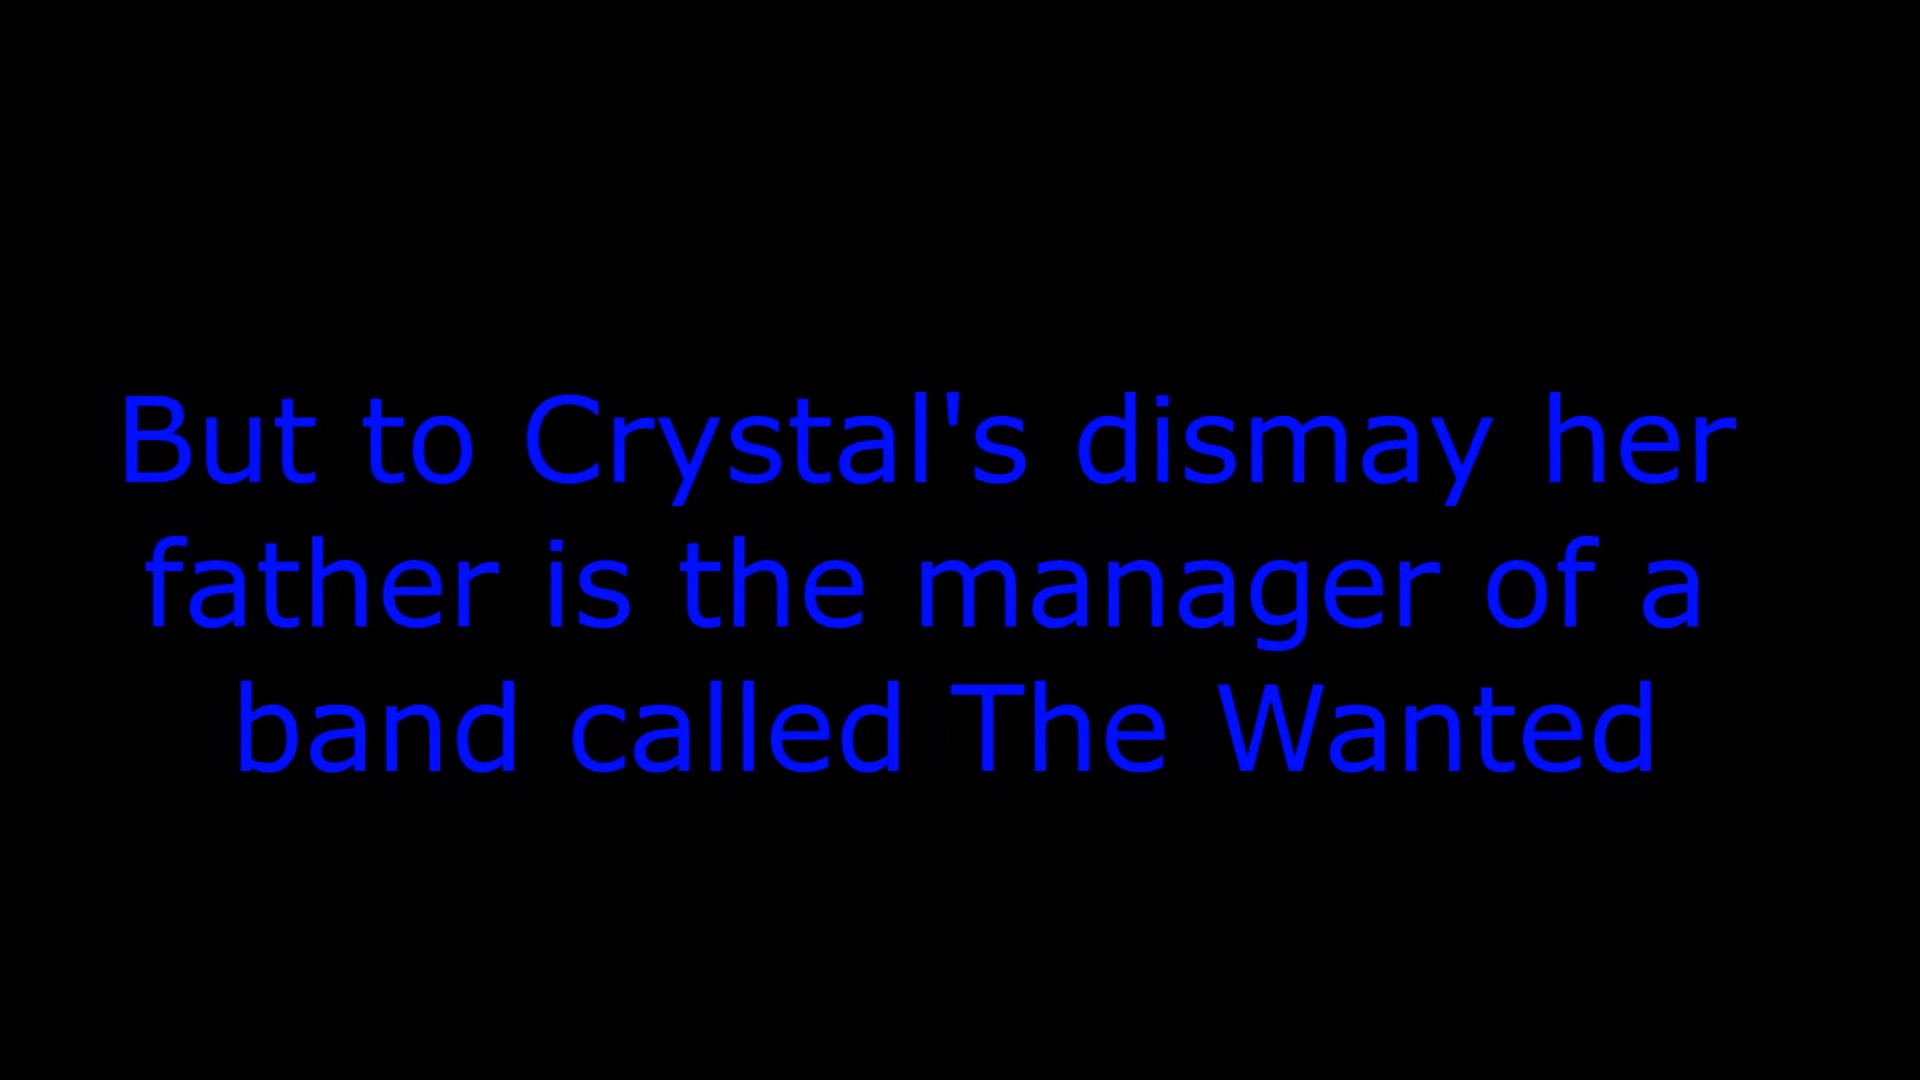 But to Crystal's dismay her
father is the manager of a
band called The Wanted